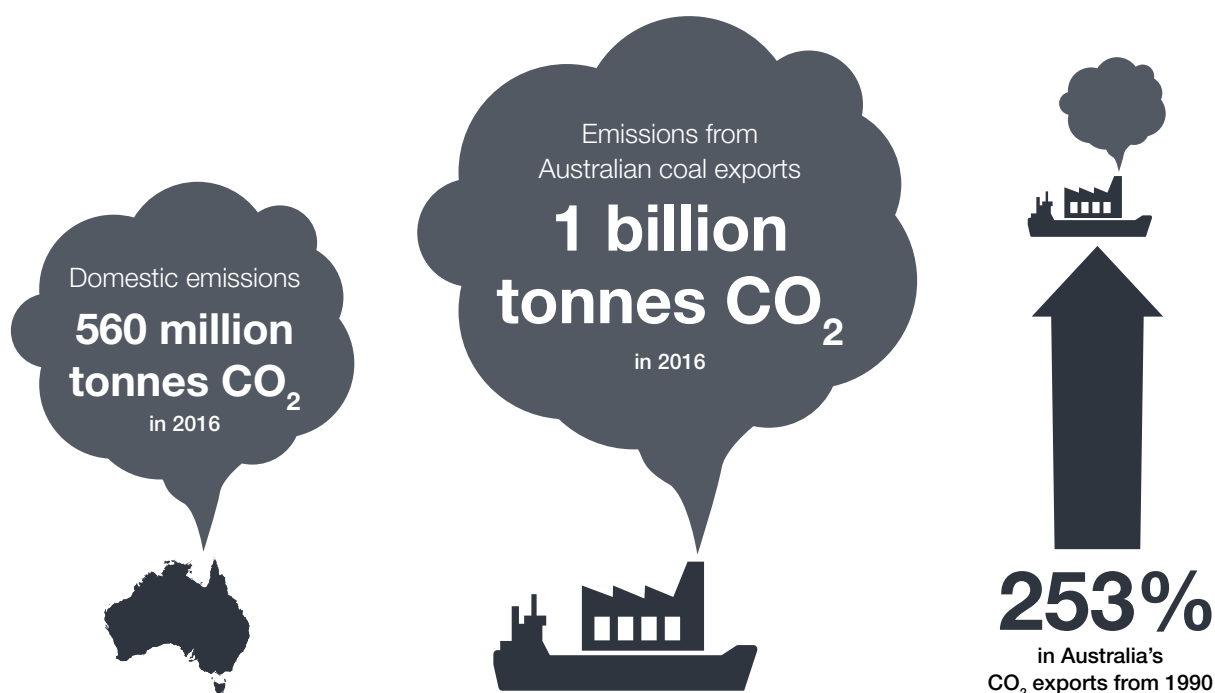 Domestic emissions
560 million
tonnes CO₂
in 2016
Emissions from
Australian coal exports
1 billion
tonnes CO₂
in 2016
253%
in Australia's
CO₂ exports from 1990